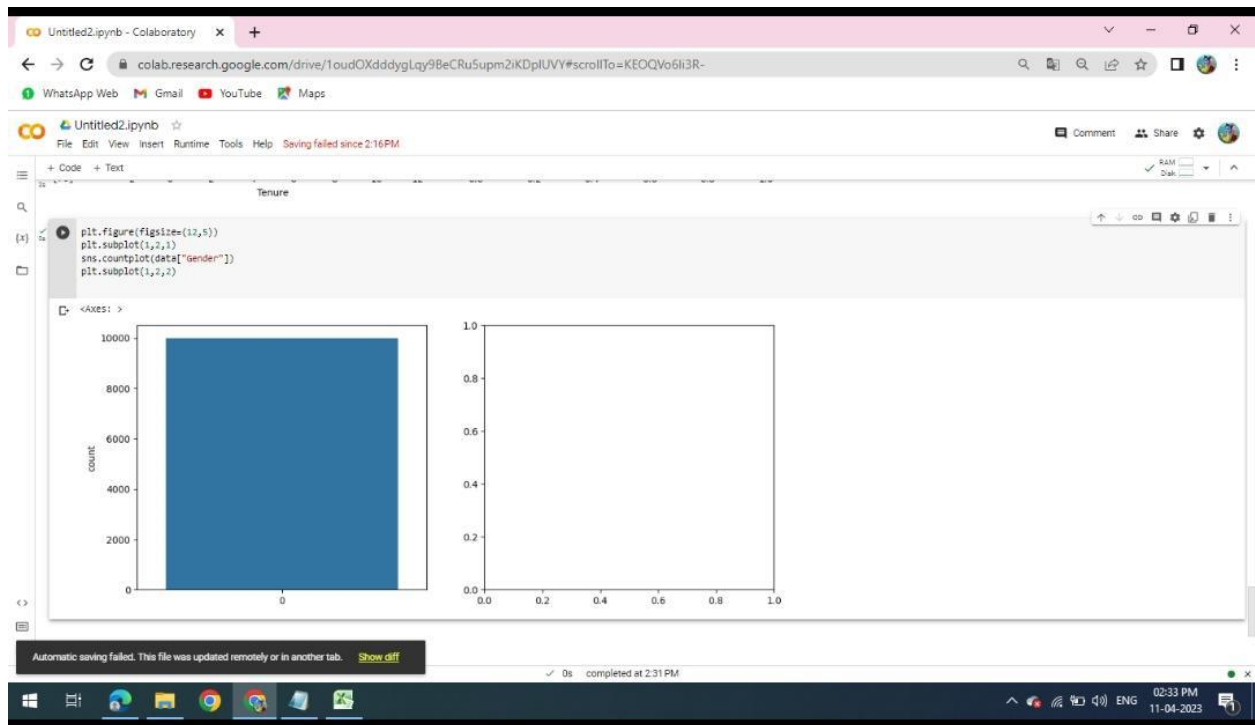 Untitled2.ipynb - Colaboratory
colab.research.google.com/drive/1oudOXdddygLqy9BeCRu5upm2iKDpIUVY#scrollTo=KEOQVo6li3R-
WhatsApp Web Gmail YouTube Maps
Untitled2.ipynb
File Edit View Insert Runtime Tools Help Saving failed since 2:16 PM
Comment Share
+ Code + Text
RAM
Disk
Tenure
{x}
plt.figure(figsize=(12,5))
plt.subplot(1,2,1)
sns.countplot(data["Gender"])
plt.subplot(1,2,2)
<Axes: >
10000
8000
6000
4000
2000
0
count
0
1.0
0.8
0.6
0.4
0.2
0.0
0.0 0.2 0.4 0.6 0.8 1.0
Automatic saving failed. This file was updated remotely or in another tab. Show diff
0s completed at 2:31 PM
ENG
02:33 PM
11-04-2023